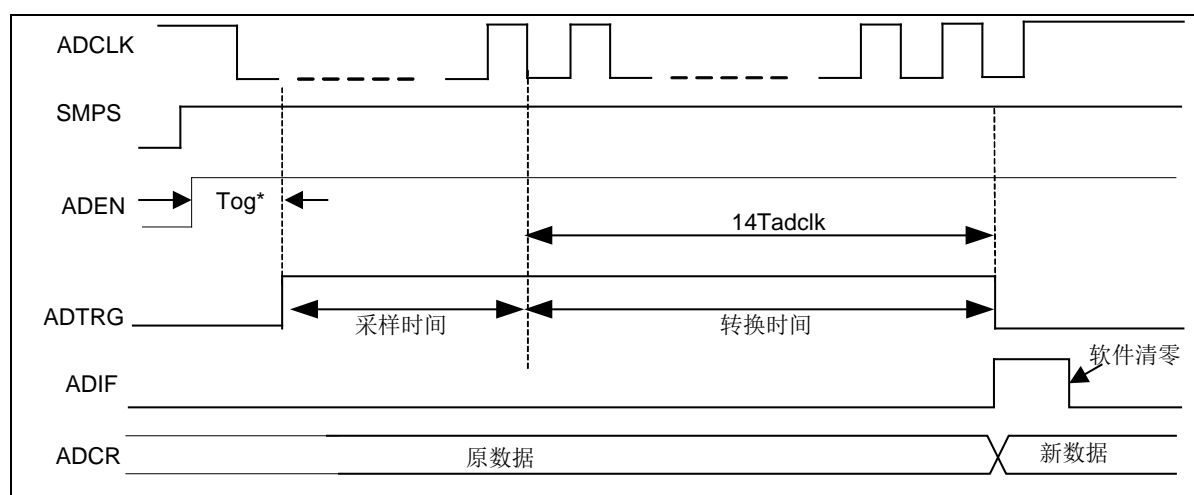 ADCLK
SMPS
ADEN
Tog*
14Tadclk
ADTRG
采样时间
转换时间
软件清零
ADIF
ADCR
原数据
新数据